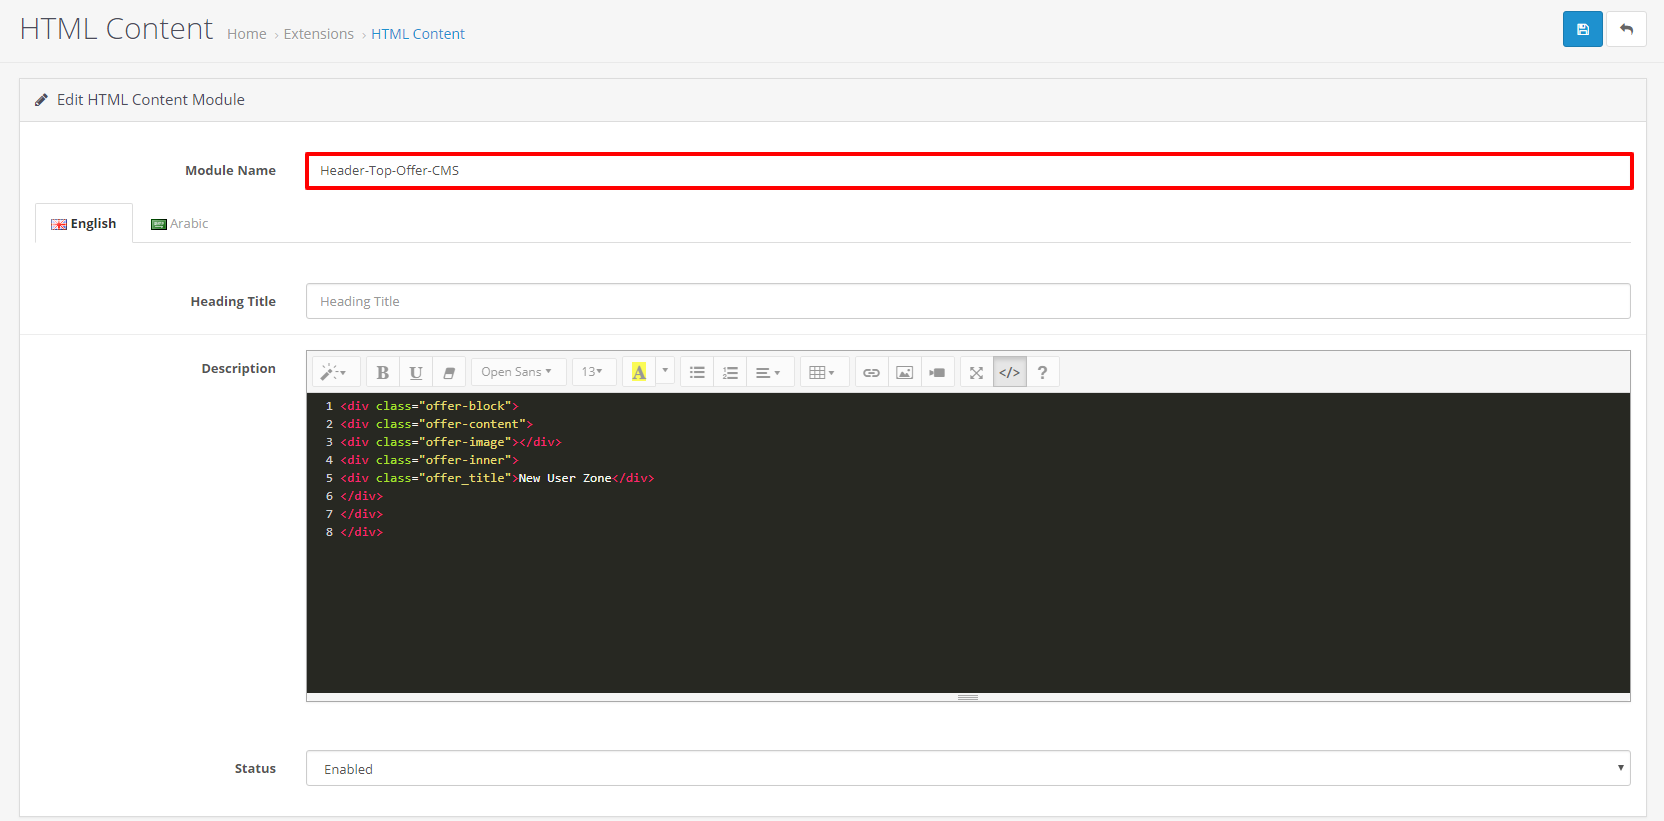 HTML Content Home › Extensions › HTML Content
Edit HTML Content Module
Module Name Header-Top-Offer-CMS
English Arabic
Heading Title Heading Title
Description
B U Open Sans 13 A </> ?
1 <div class="offer-block">
2 <div class="offer-content">
3 <div class="offer-image"></div>
4 <div class="offer-inner">
5 <div class="offer_title">New User Zone</div>
6 </div>
7 </div>
8 </div>
Status Enabled